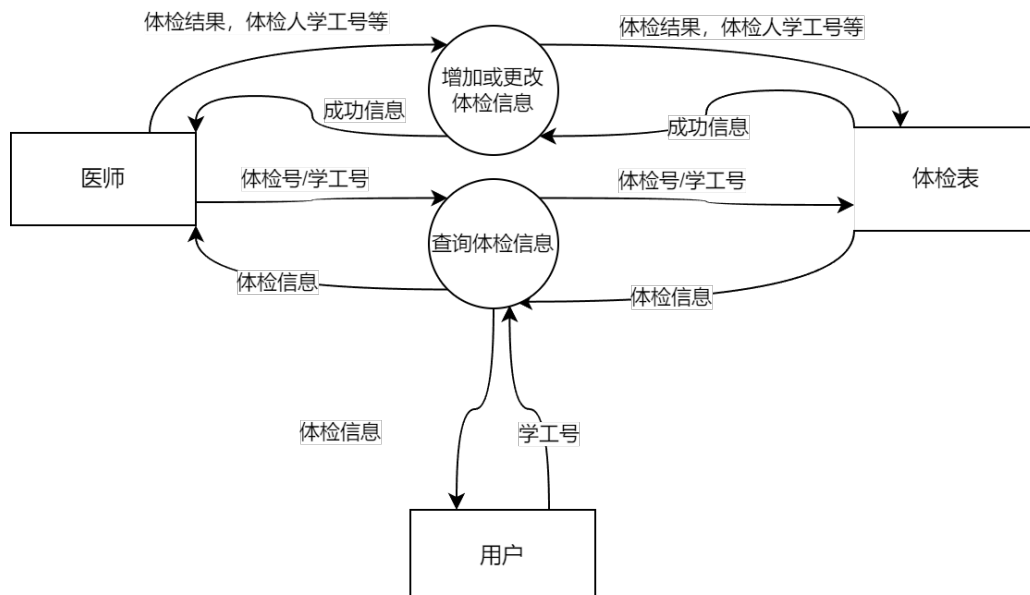 体检结果，体检人学工号等
体检结果，体检人学工号等
增加或更改
体检信息
成功信息
成功信息
医师
体检表
体检号/学工号
体检号/学工号
查询体检信息
体检信息
体检信息
体检信息
学工号
用户